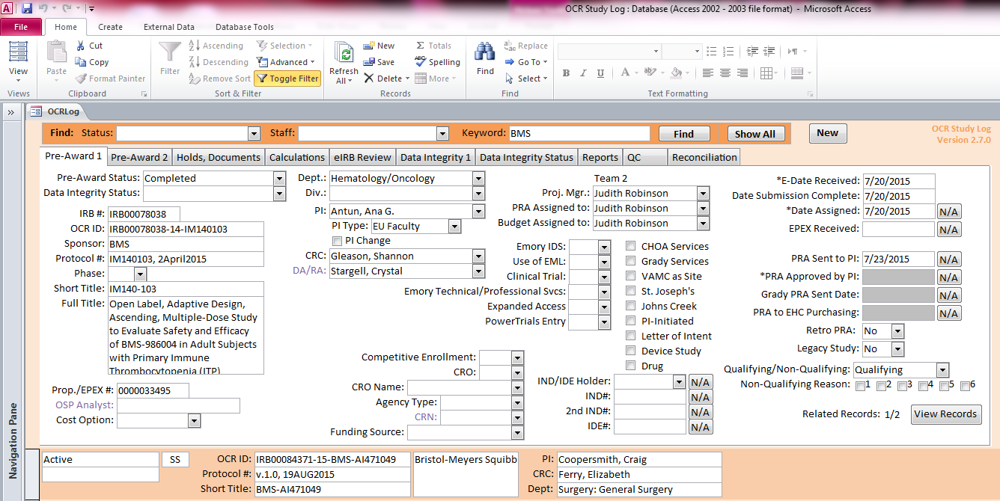 OCR Study Log : Database (Access 2002 - 2003 file format) - Microsoft Access
File Home Create External Data Database Tools
View
Views
Paste
Cut
Copy
Format Painter
Clipboard
Filter
Ascending
Descending
Remove Sort
Selection
Advanced
Toggle Filter
Sort & Filter
Refresh
All
New
Save
Delete
Totals
Spelling
More
Records
Find
Replace
Go To
Select
Find
B I U A
Text Formatting
Navigation Pane
OCRLog
Find: Status: Staff: Keyword: BMS Find Show All New
OCR Study Log
Version 2.7.0
Pre-Award 1 Pre-Award 2 Holds, Documents Calculations eIRB Review Data Integrity 1 Data Integrity Status Reports QC Reconciliation
Pre-Award Status: Completed
Data Integrity Status:
IRB #: IRB00078038
OCR ID: IRB00078038-14-IM140103
Sponsor: BMS
Protocol #: IM140103, 2April2015
Phase:
Short Title: IM140-103
Full Title: Open Label, Adaptive Design,
Ascending, Multiple-Dose Study
to Evaluate Safety and Efficacy
of BMS-986004 in Adult Subjects
with Primary Immune
Thrombocytopenia (ITP)
Prop./EPEX #: 0000033495
OSP Analyst:
Cost Option:
Dept.: Hematology/Oncology
Div.:
PI: Antun, Ana G.
PI Type: EU Faculty
PI Change
CRC: Gleason, Shannon
DA/RA: Stargell, Crystal
Team 2
Proj. Mgr.: Judith Robinson
PRA Assigned to: Judith Robinson
Budget Assigned to: Judith Robinson
Emory IDS:
Use of EML:
Clinical Trial:
Emory Technical/Professional Svcs:
Expanded Access
PowerTrials Entry
CHOA Services
Grady Services
VAMC as Site
St. Joseph's
Johns Creek
PI-Initiated
Letter of Intent
Device Study
Drug
Competitive Enrollment:
CRO:
CRO Name:
Agency Type:
CRN:
Funding Source:
IND/IDE Holder: N/A
IND#: N/A
2nd IND#: N/A
IDE#: N/A
*E-Date Received: 7/20/2015
Date Submission Complete: 7/20/2015
*Date Assigned: 7/20/2015 N/A
EPEX Received: N/A
PRA Sent to PI: 7/23/2015 N/A
*PRA Approved by PI: N/A
Grady PRA Sent Date: N/A
PRA to EHC Purchasing: N/A
Retro PRA: No
Legacy Study: No
Qualifying/Non-Qualifying: Qualifying
Non-Qualifying Reason: 1 2 3 4 5 6
Related Records: 1/2 View Records
Active SS
OCR ID: IRB00084371-15-BMS-AI471049
Protocol #: v.1.0, 19AUG2015
Short Title: BMS-AI471049
Bristol-Meyers Squibb
PI: Coopersmith, Craig
CRC: Ferry, Elizabeth
Dept: Surgery: General Surgery